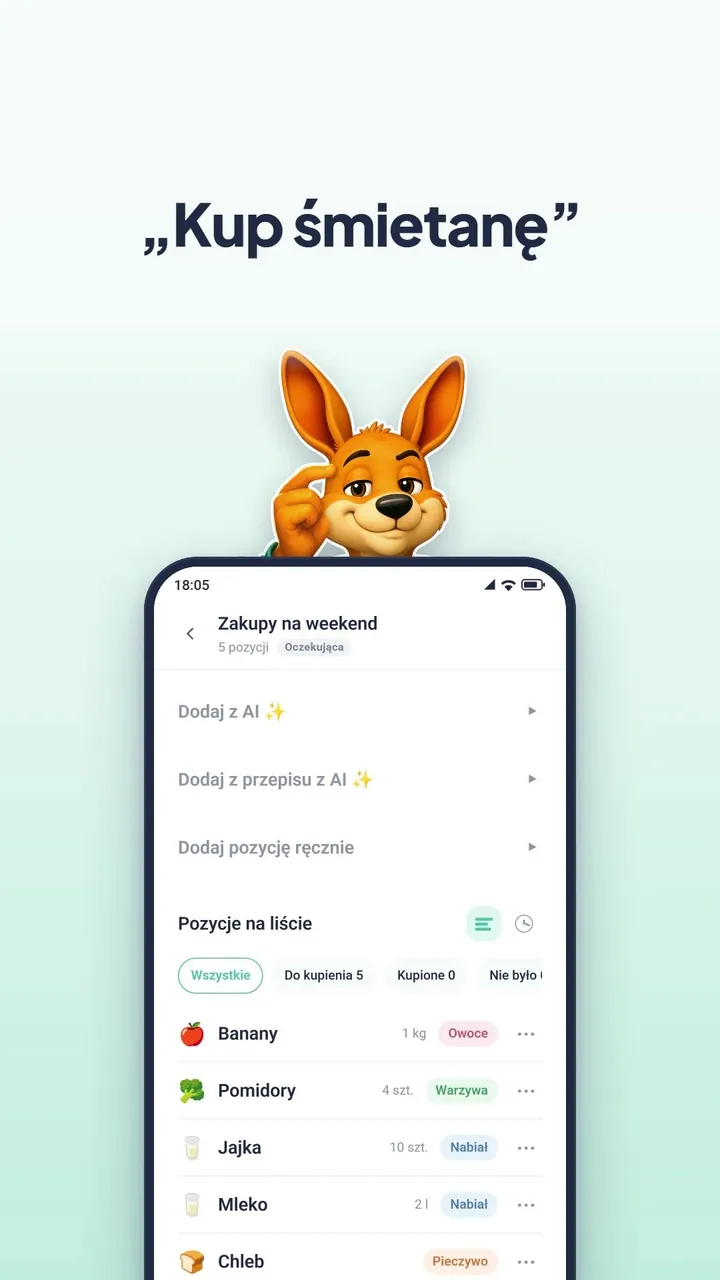 „Kup śmietanę”
18:05
Zakupy na weekend
5 pozycji Oczekująca
Dodaj z AI ✨
Dodaj z przepisu z AI ✨
Dodaj pozycję ręcznie
Pozycje na liście
Wszystkie Do kupienia 5 Kupione 0 Nie było
Banany 1 kg Owoce
Pomidory 4 szt. Warzywa
Jajka 10 szt. Nabiał
Mleko 2 l Nabiał
Chleb Pieczywo